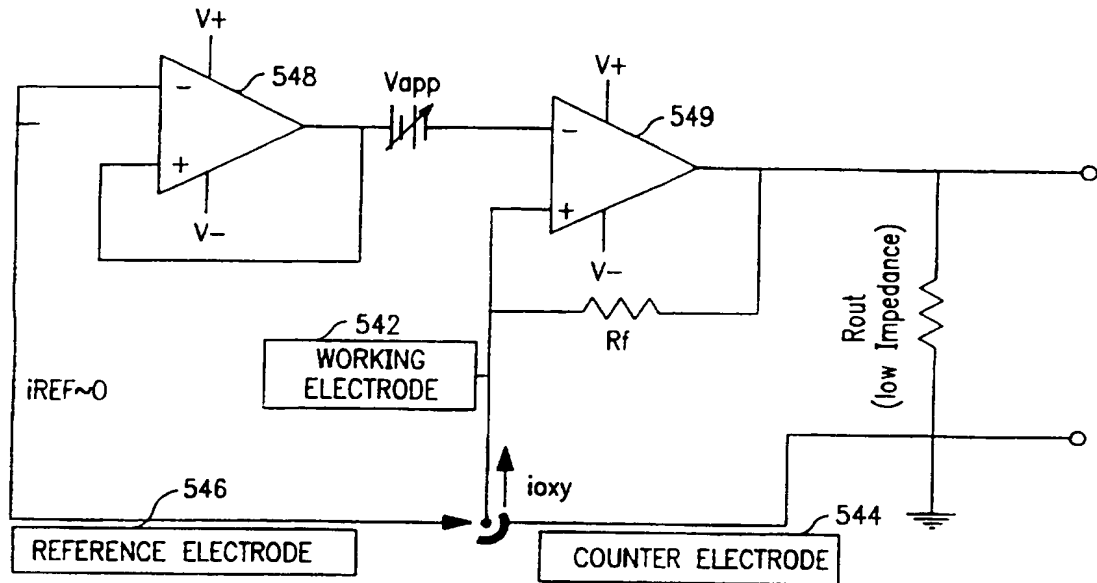 V+
548
Vapp
V+
549
-
+
V-
-
+
V-
542
Rf
WORKING
ELECTRODE
Rout
(low Impedance)
iREF~0
ioxy
546
544
REFERENCE ELECTRODE
COUNTER ELECTRODE